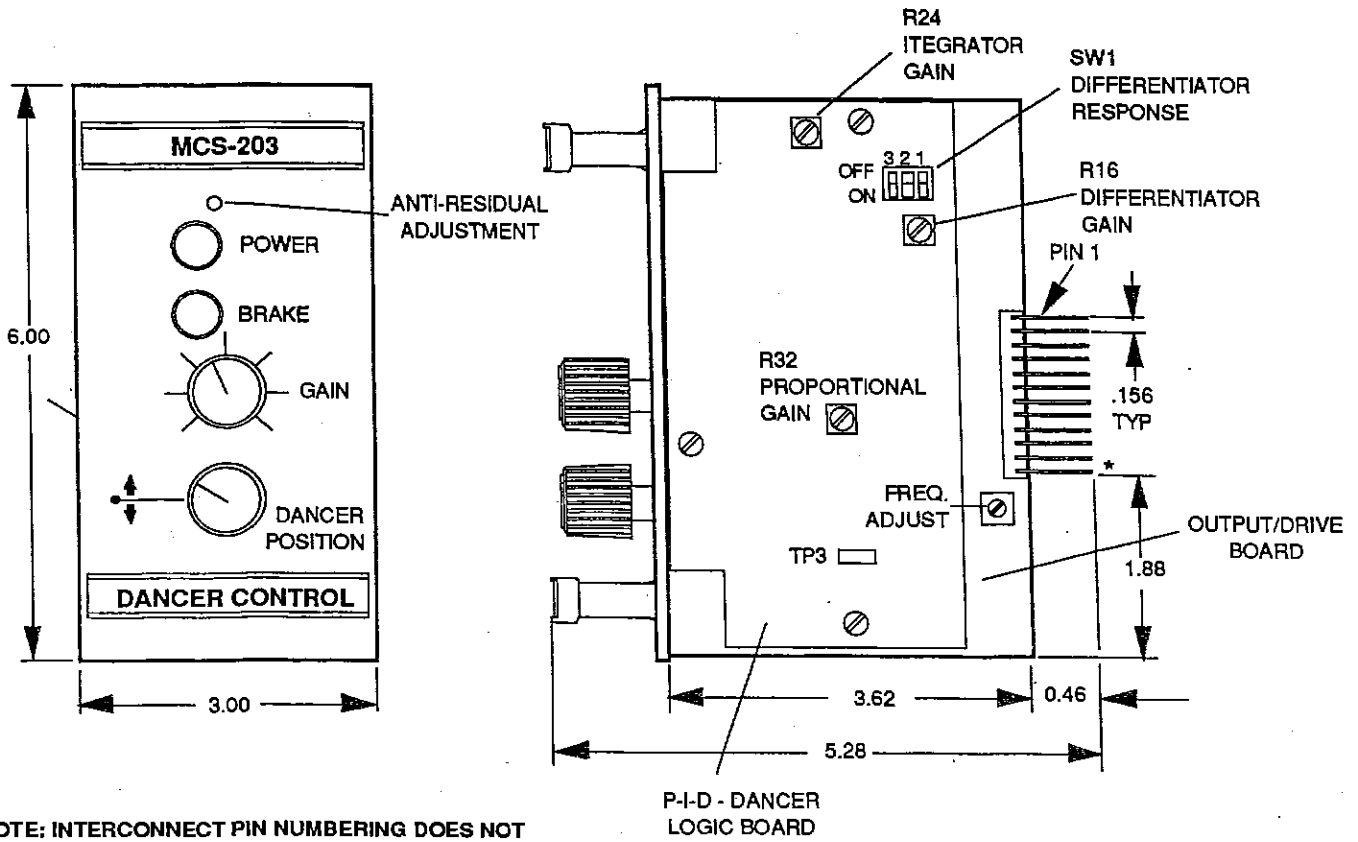 MCS-203
ANTI-RESIDUAL
ADJUSTMENT
POWER
BRAKE
GAIN
DANCER
POSITION
DANCER CONTROL
6.00
3.00
R24
ITEGRATOR
GAIN
SW1
DIFFERENTIATOR
RESPONSE
3 2 1
OFF
ON
R16
DIFFERENTIATOR
GAIN
PIN 1
R32
PROPORTIONAL
GAIN
.156
TYP
*
FREQ.
ADJUST
TP3
OUTPUT/DRIVE
BOARD
1.88
3.62
0.46
5.28
P-I-D - DANCER
LOGIC BOARD
OTE: INTERCONNECT PIN NUMBERING DOES NOT